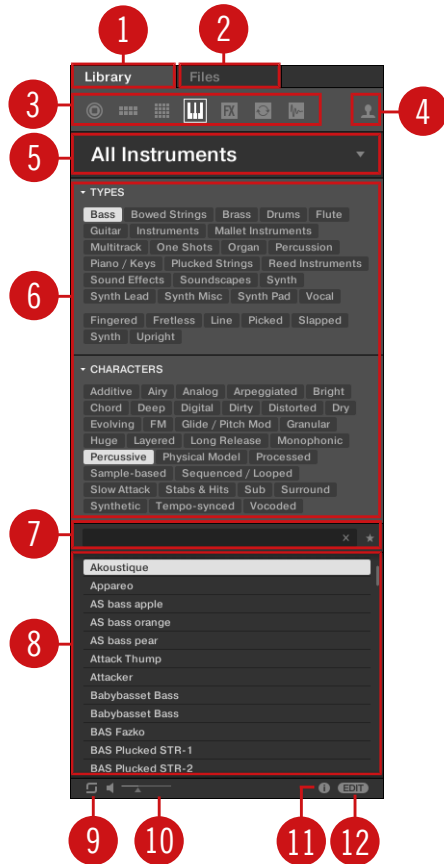 1 2
Library Files
3 FX 4
5 All Instruments
TYPES
Bass Bowed Strings Brass Drums Flute
Guitar Instruments Mallet Instruments
Multitrack One Shots Organ Percussion
Piano / Keys Plucked Strings Reed Instruments
6 Sound Effects Soundscapes Synth
Synth Lead Synth Misc Synth Pad Vocal
Fingered Fretless Line Picked Slapped
Synth Upright
CHARACTERS
Additive Airy Analog Arpeggiated Bright
Chord Deep Digital Dirty Distorted Dry
Evolving FM Glide / Pitch Mod Granular
Huge Layered Long Release Monophonic
Percussive Physical Model Processed
Sample-based Sequenced / Looped
Slow Attack Stabs & Hits Sub Surround
Synthetic Tempo-synced Vocoded
7
Akoustique
Appareo
AS bass apple
AS bass orange
8 AS bass pear
Attack Thump
Attacker
Babybasset Bass
Babybasset Bass
BAS Fazko
BAS Plucked STR-1
BAS Plucked STR-2
i EDIT
9 10 11 12